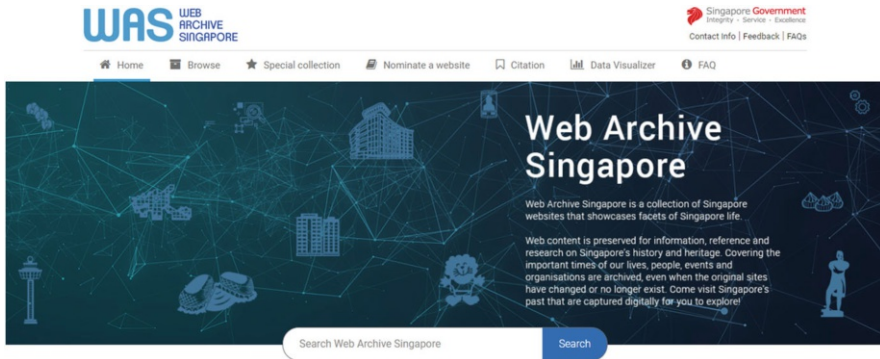 WAS WEB
ARCHIVE
SINGAPORE
Singapore Government
Integrity · Service · Excellence
Contact Info | Feedback | FAQs
Home Browse Special collection Nominate a website Citation Data Visualizer FAQ
Web Archive
Singapore
Web Archive Singapore is a collection of Singapore
websites that showcases facets of Singapore life.
Web content is preserved for information, reference and
research on Singapore's history and heritage. Covering the
important times of our lives, people, events and
organisations are archived, even when the original sites
have changed or no longer exist. Come visit Singapore's
past that are captured digitally for you to explore!
Search Web Archive Singapore Search